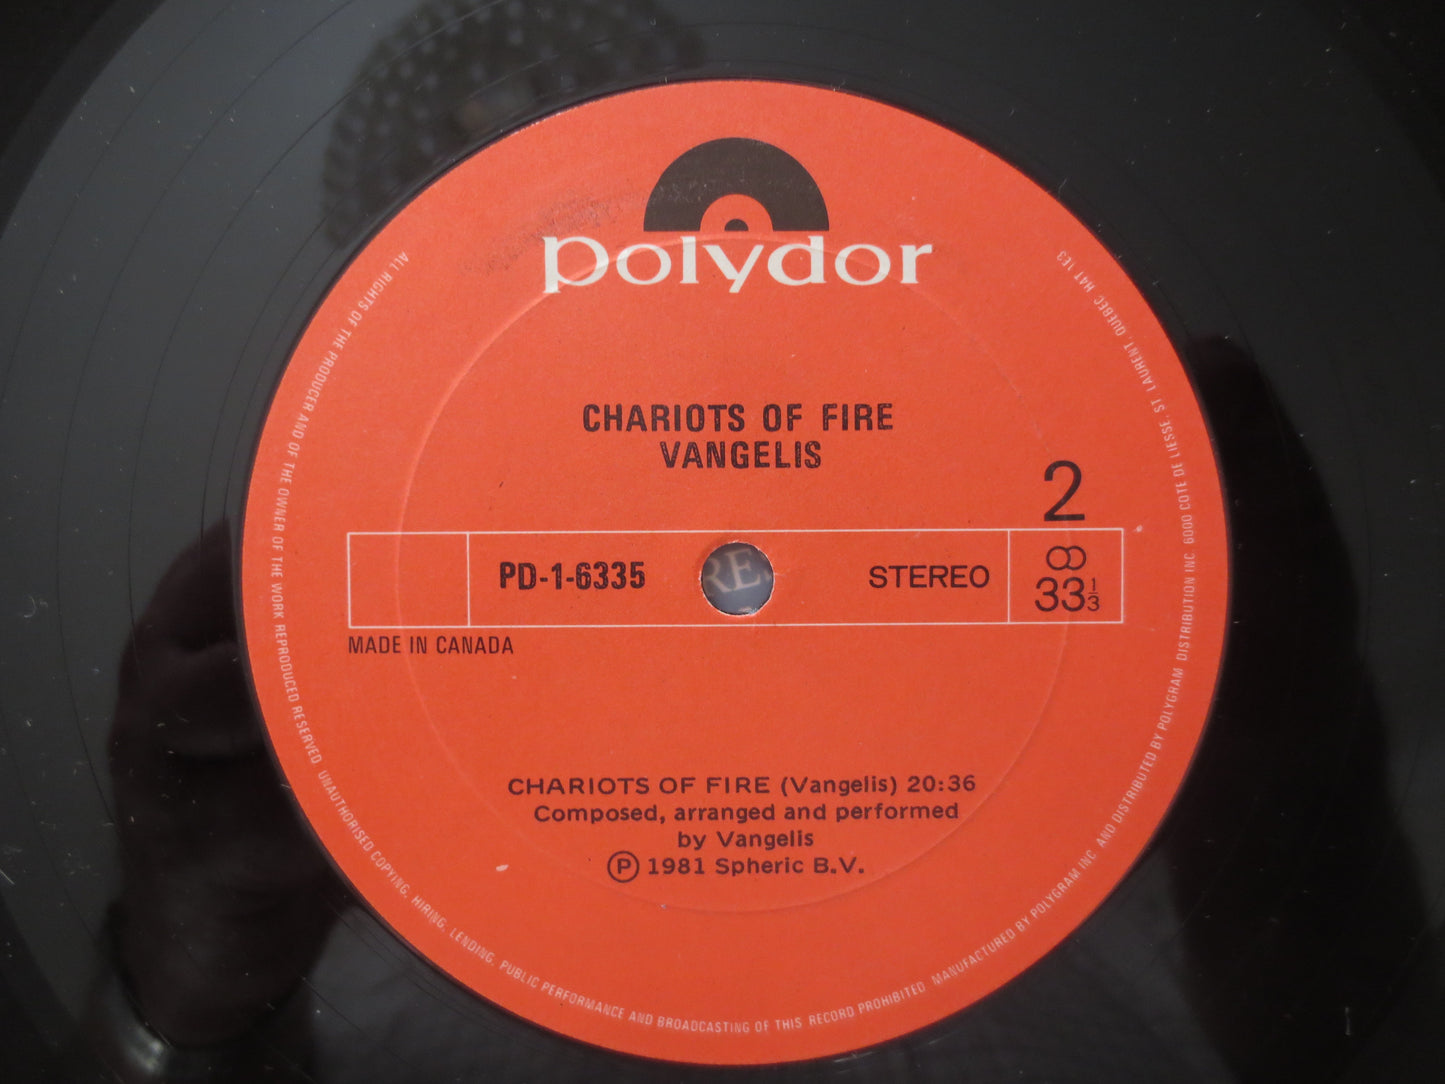 polydor
CHARIOTS OF FIRE
VANGELIS
2
PD-1-6335
RE
STEREO
33 1/3
MADE IN CANADA
CHARIOTS OF FIRE (Vangelis) 20:36
Composed, arranged and performed
by Vangelis
Ⓟ 1981 Spheric B.V.
ALL RIGHTS OF THE PRODUCER AND OF THE OWNER OF THE WORK REPRODUCED RESERVED UNAUTHORISED COPYING, HIRING, LENDING, PUBLIC PERFORMANCE AND BROADCASTING OF THIS RECORD PROHIBITED MANUFACTURED BY POLYGRAM INC AND DISTRIBUTED BY POLYGRAM DISTRIBUTION INC 6000 COTE DE LIESSE, ST LAURENT, QUEBEC H4T 1E3